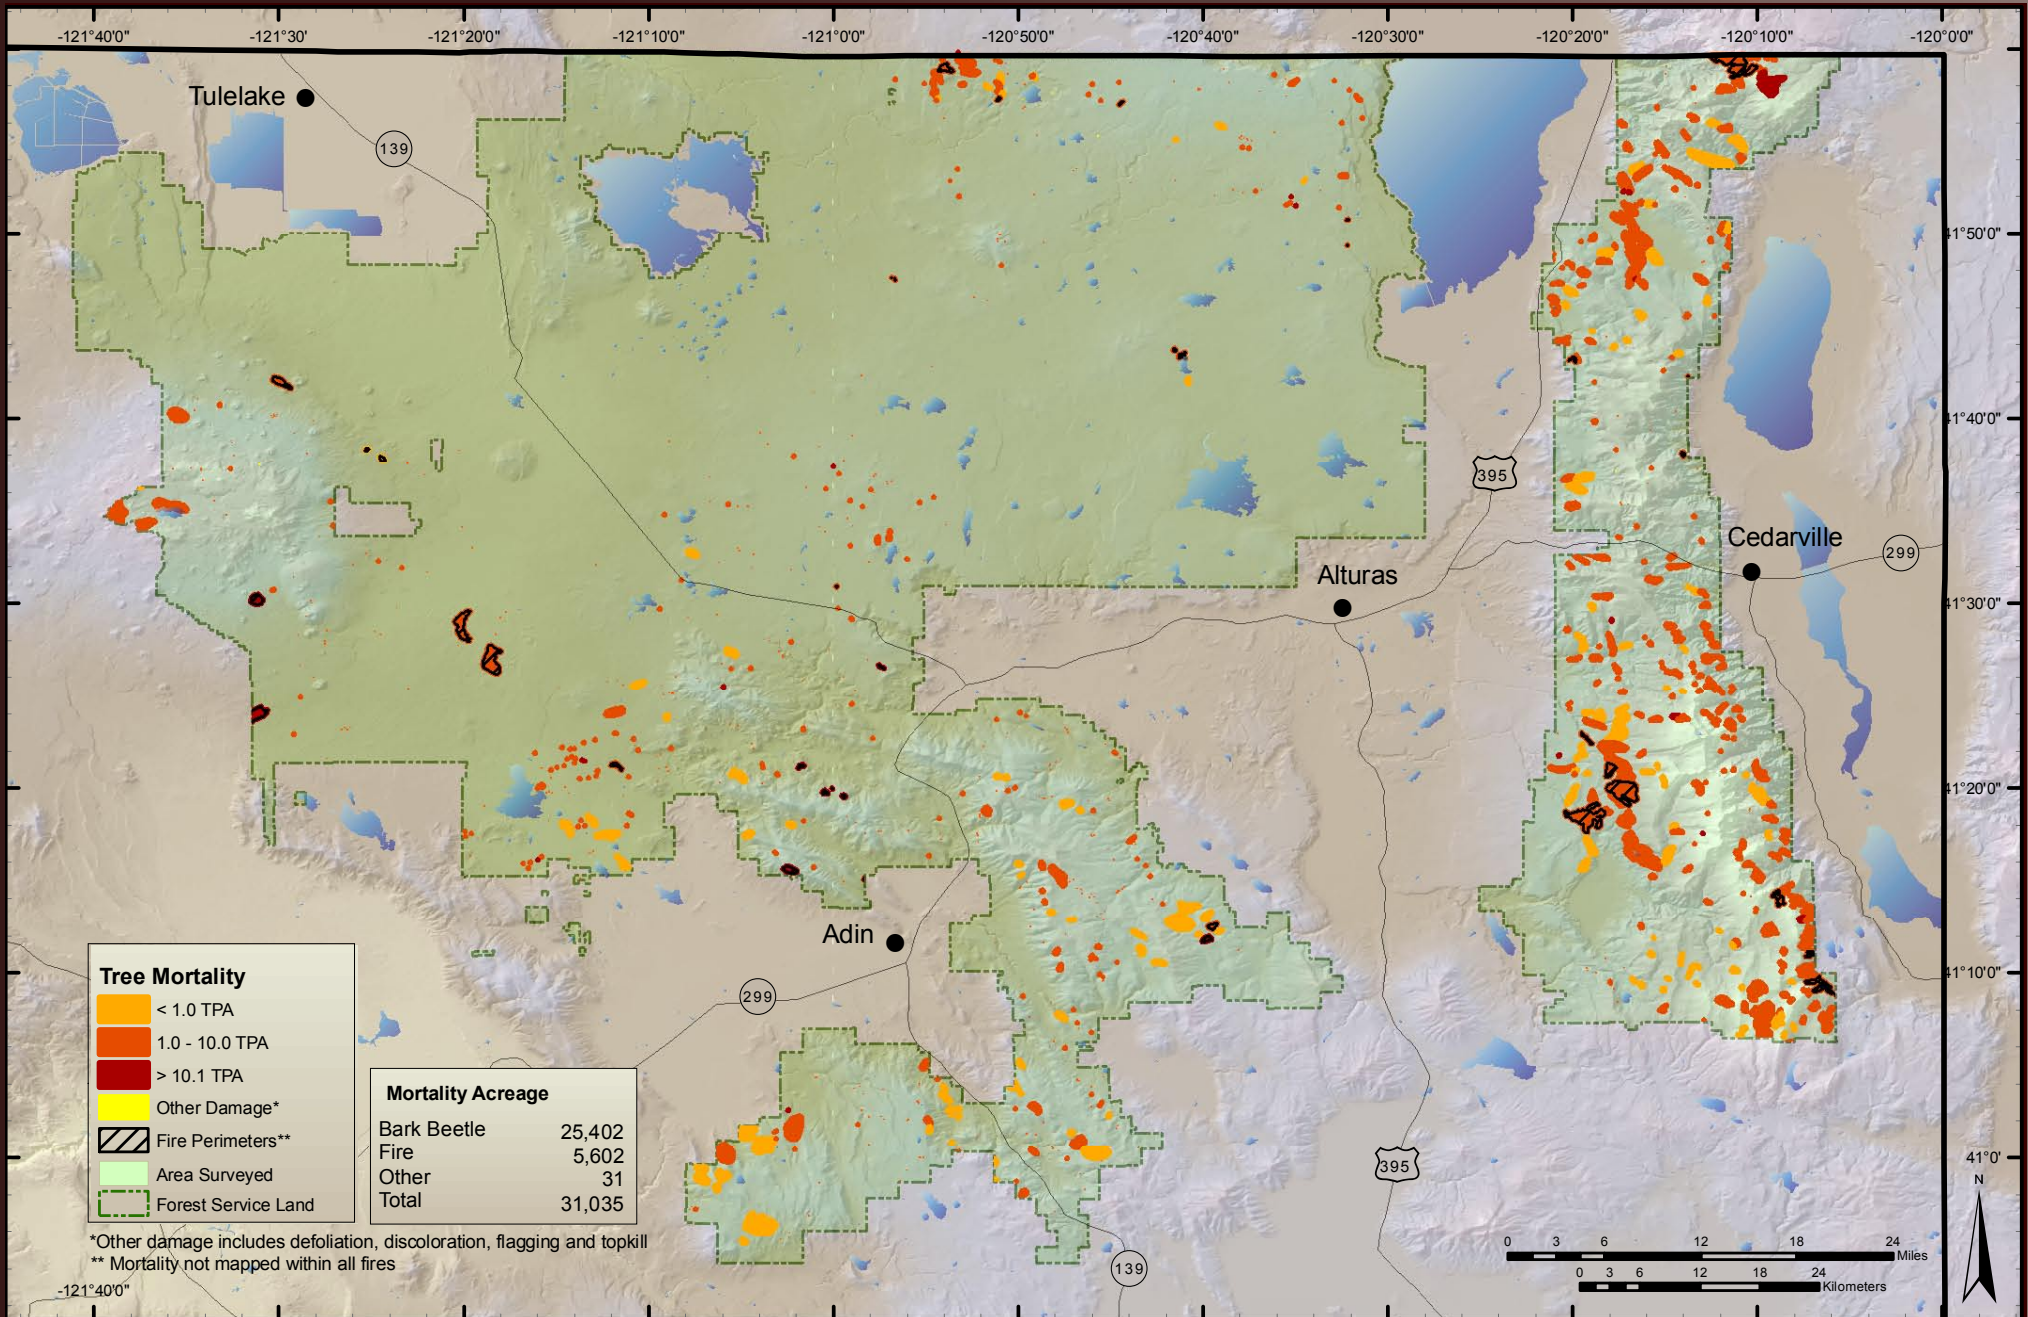 -121°40'0" -121°30' -121°20'0" -121°10'0" -121°0'0" -120°50'0" -120°40'0" -120°30'0" -120°20'0" -120°10'0" -120°0'0"
Tulelake
139
41°50'0"
41°40'0"
395
Cedarville
299
Alturas
41°30'0"
41°20'0"
Adin
299
41°10'0"
41°0'
395
139
N
Tree Mortality
< 1.0 TPA
1.0 - 10.0 TPA
> 10.1 TPA
Other Damage*
Fire Perimeters**
Area Surveyed
Forest Service Land
Mortality Acreage
Bark Beetle 25,402
Fire 5,602
Other 31
Total 31,035
*Other damage includes defoliation, discoloration, flagging and topkill
** Mortality not mapped within all fires
-121°40'0"
0 3 6 12 18 24
Miles
0 3 6 12 18 24
Kilometers